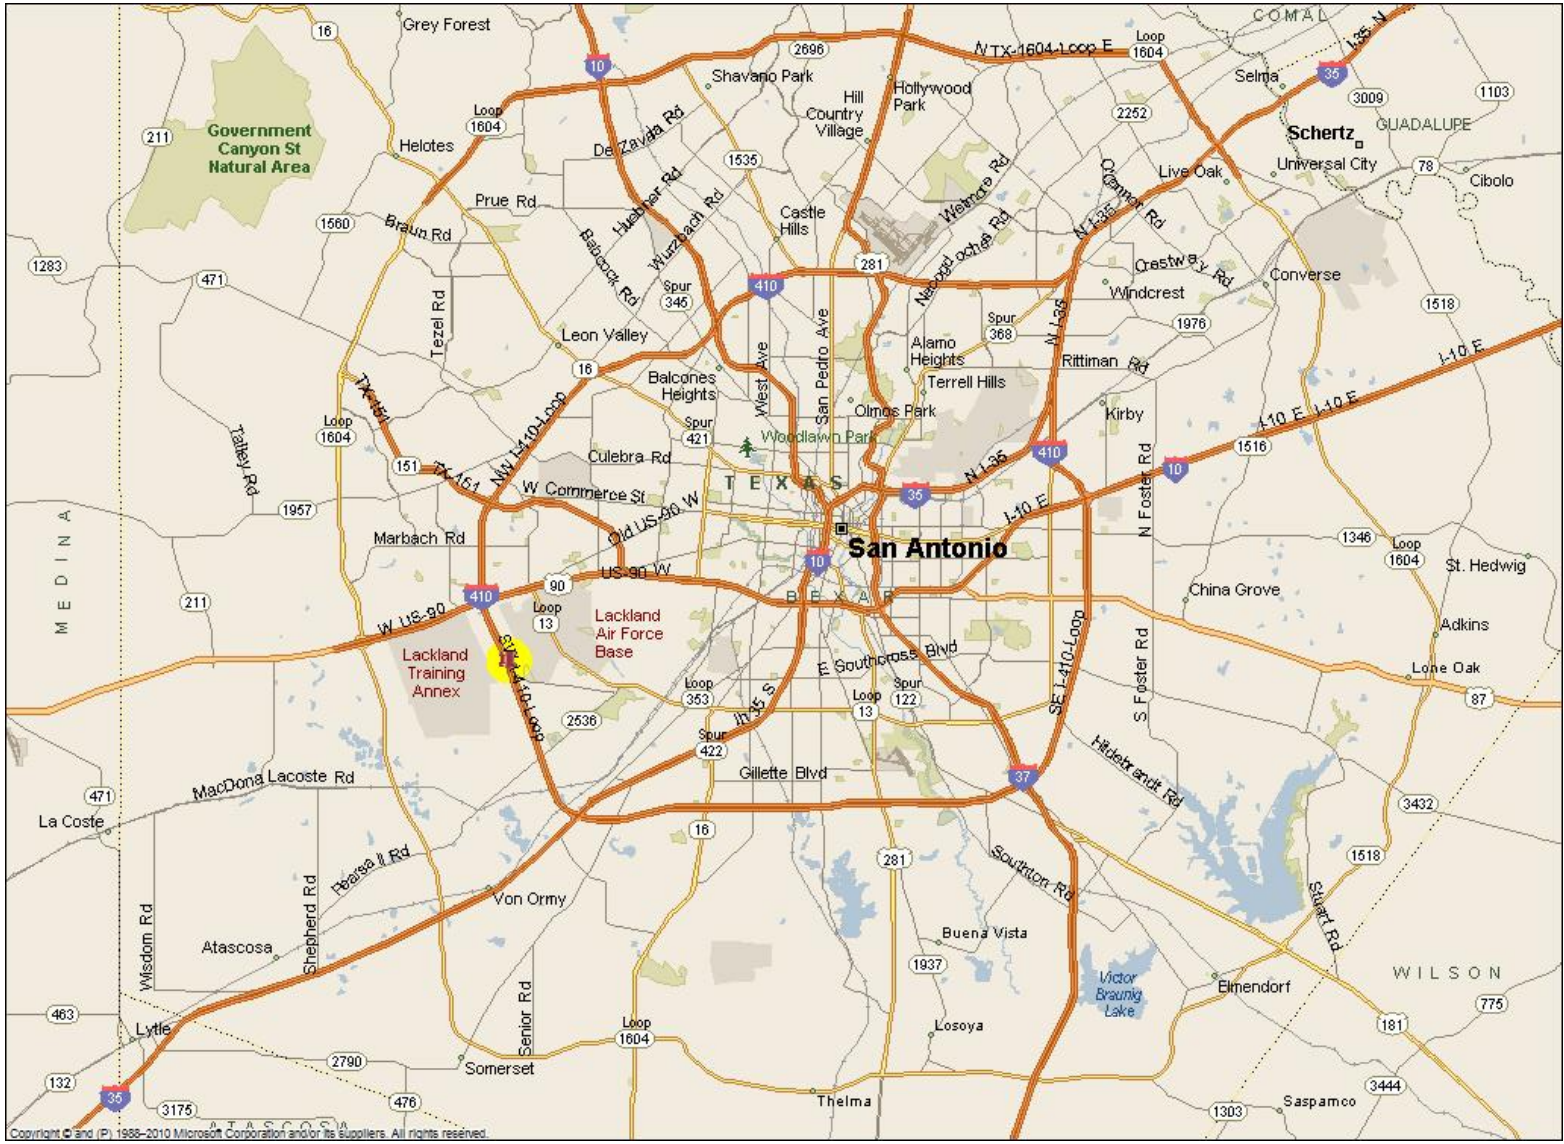 COMAL
Grey Forest
16
10
2696
N TX-1604-Loop E
Loop
1604
I-35 N
Selma
35
Shavano Park
Hollywood
Park
Hill
Country
Village
3009
1103
2252
Schertz
GUADALUPE
211
Government
Canyon St
Natural Area
Loop
1604
De Zavala Rd
Helotes
1535
Universal City
78
Live Oak
Cibolo
O'Connor Rd
Wetmore Rd
Huebner Rd
Prue Rd
Wurzbach Rd
Castle
Hills
1560
Braun Rd
N I-35
Nacogdoches Rd
Babcock Rd
1283
471
281
Crestway Rd
Converse
410
Spur
345
Windcrest
1518
Tezel Rd
Leon Valley
San Pedro Ave
Spur
368
N I-35
1976
Alamo
Heights
Rittiman Rd
I-10 E
16
Balcones
Heights
West Ave
Terrell Hills
TX-151
Olmos Park
Kirby
I-10 E
I-10 E
Loop
1604
NW I-410-Loop
Spur
421
Woodlawn Park
1516
Talley Rd
410
151
TX-151
Culebra Rd
N I-35
10
TEXAS
N Foster Rd
W Commerce St
35
1957
Old US-90 W
I-10 E
MEDINA
Marbach Rd
San Antonio
1346
Loop
1604
10
St. Hedwig
US-90 W
90
410
BEXAR
China Grove
211
W US-90
Loop
13
Lackland
Air Force
Base
Adkins
SW I-410-Loop
E Southcross Blvd
SE I-410-Loop
S Foster Rd
Lackland
Training
Annex
Lone Oak
Loop
353
Loop
13
Spur
122
87
2536
Ih 35 S
Spur
422
Hildebrandt Rd
MacDona Lacoste Rd
Gillette Blvd
37
471
3432
La Coste
16
Pearsall Rd
281
Southton Rd
1518
Von Ormy
Stuart Rd
Wisdom Rd
Shepherd Rd
Atascosa
Buena Vista
1937
Victor
Braunig
Lake
WILSON
Elmendorf
775
463
Senior Rd
Lytle
Loop
1604
Losoya
181
2790
Somerset
132
35
3175
476
Thelma
3444
1303
Saspamco
ATASCOSA
Copyright © and (P) 1988–2010 Microsoft Corporation and/or its suppliers. All rights reserved.